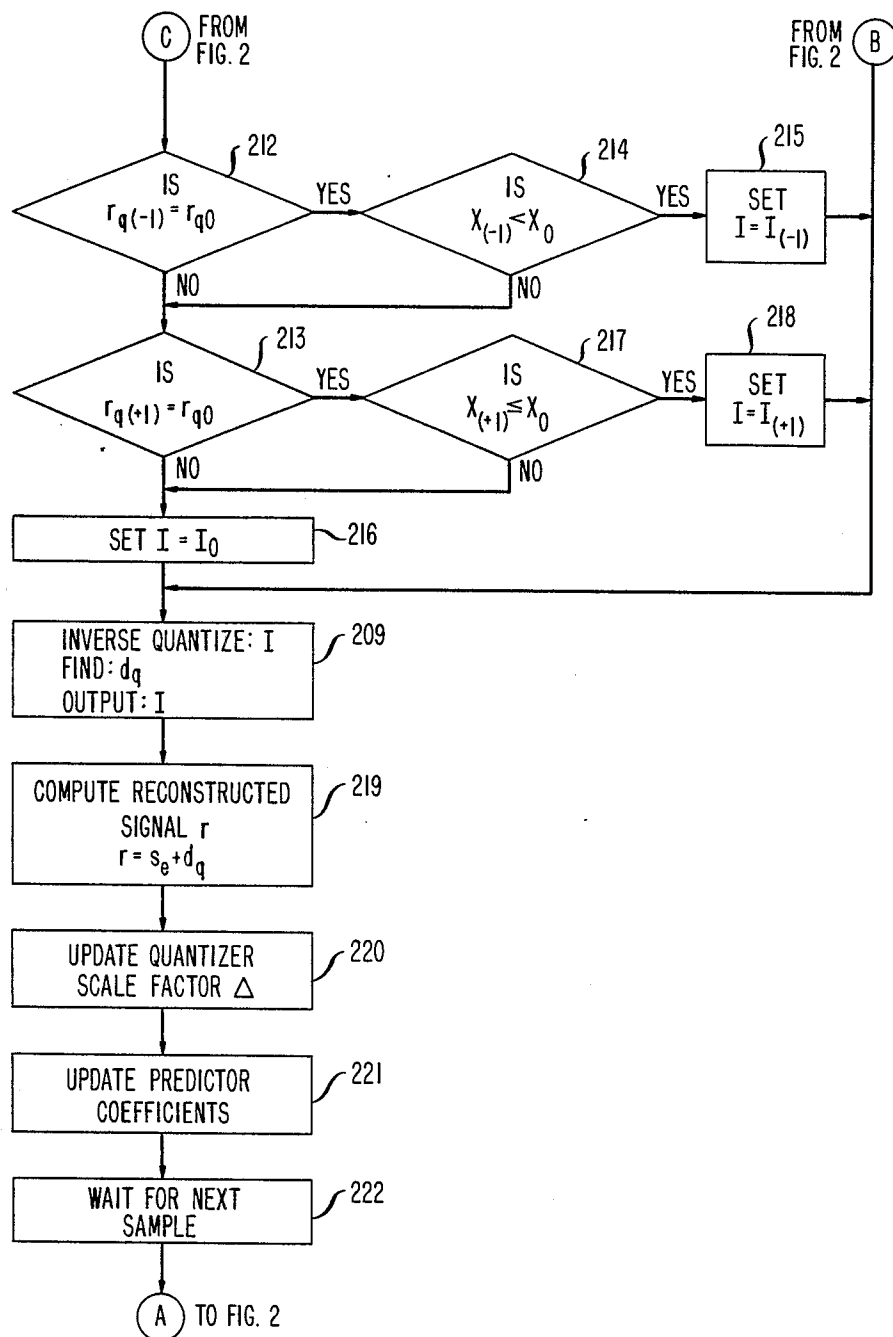 C FROM
FIG. 2
FROM
FIG. 2 B
212
IS
r_q(-1) = r_q0
YES
NO
214
IS
X_(-1) < X_0
YES
NO
215
SET
I = I_(-1)
213
IS
r_q(+1) = r_q0
YES
NO
217
IS
X_(+1) ≤ X_0
YES
NO
218
SET
I = I_(+1)
SET I = I_0
216
INVERSE QUANTIZE: I
FIND: d_q
OUTPUT: I
209
COMPUTE RECONSTRUCTED
SIGNAL r
r = s_e + d_q
219
UPDATE QUANTIZER
SCALE FACTOR △
220
UPDATE PREDICTOR
COEFFICIENTS
221
WAIT FOR NEXT
SAMPLE
222
A TO FIG. 2